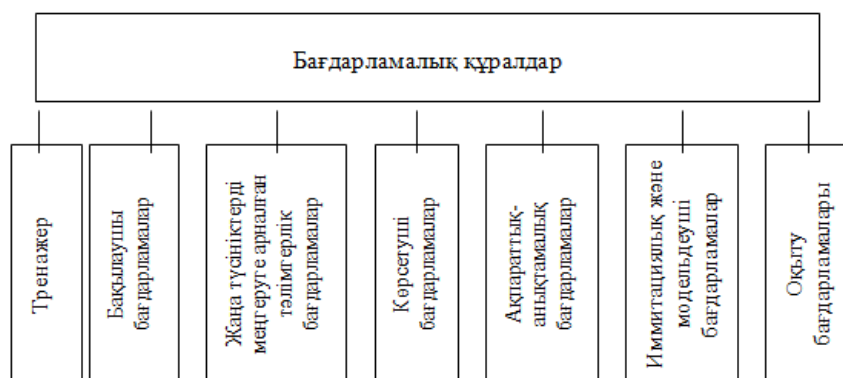 Бағдарламалық құралдар
Тренажер
Бақылаушы
бағдарламалар
Жаңа түсініктерді
меңгеруге арналған
тәлімгерлік
бағдарламалар
Көрсетуші
бағдарламалар
Ақпараттық-
анықтамалық
бағдарламалар
Иммитациялық және
модельдеуші
бағдарламалар
Оқыту
бағдарламалары